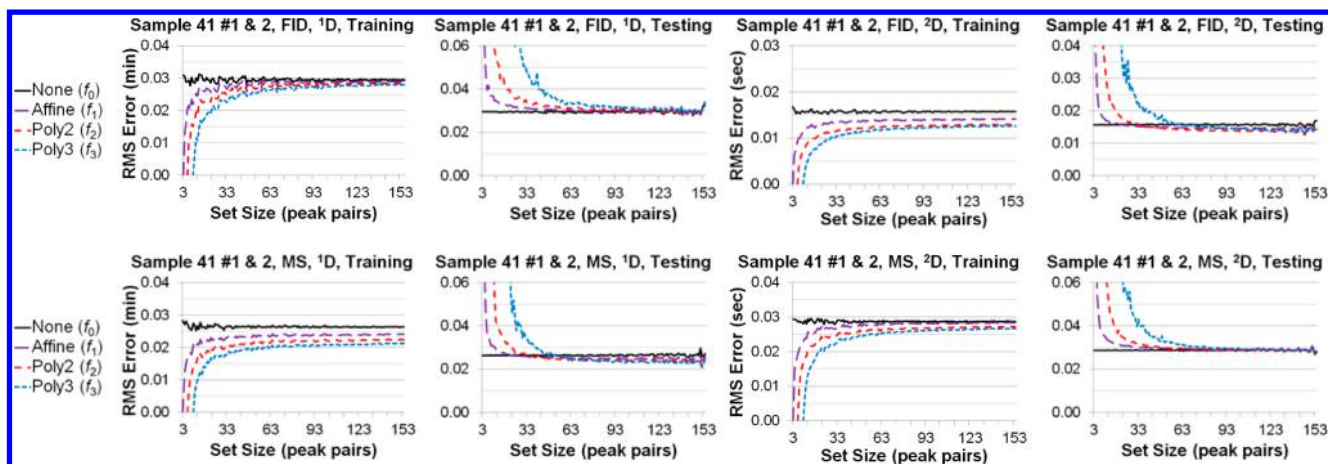 Sample 41 #1 & 2, FID, ¹D, Training
Sample 41 #1 & 2, FID, ¹D, Testing
Sample 41 #1 & 2, FID, ²D, Training
Sample 41 #1 & 2, FID, ²D, Testing
None (f₀)
Affine (f₁)
Poly2 (f₂)
Poly3 (f₃)
RMS Error (min)
0.04
0.03
0.02
0.01
0.00
3 33 63 93 123 153
Set Size (peak pairs)
0.06
0.04
0.02
0.00
3 33 63 93 123 153
Set Size (peak pairs)
RMS Error (sec)
0.03
0.02
0.01
0.00
3 33 63 93 123 153
Set Size (peak pairs)
0.04
0.03
0.02
0.01
0.00
3 33 63 93 123 153
Set Size (peak pairs)
Sample 41 #1 & 2, MS, ¹D, Training
Sample 41 #1 & 2, MS, ¹D, Testing
Sample 41 #1 & 2, MS, ²D, Training
Sample 41 #1 & 2, MS, ²D, Testing
None (f₀)
Affine (f₁)
Poly2 (f₂)
Poly3 (f₃)
RMS Error (min)
0.04
0.03
0.02
0.01
0.00
3 33 63 93 123 153
Set Size (peak pairs)
0.06
0.04
0.02
0.00
3 33 63 93 123 153
Set Size (peak pairs)
RMS Error (sec)
0.04
0.03
0.02
0.01
0.00
3 33 63 93 123 153
Set Size (peak pairs)
0.06
0.04
0.02
0.00
3 33 63 93 123 153
Set Size (peak pairs)